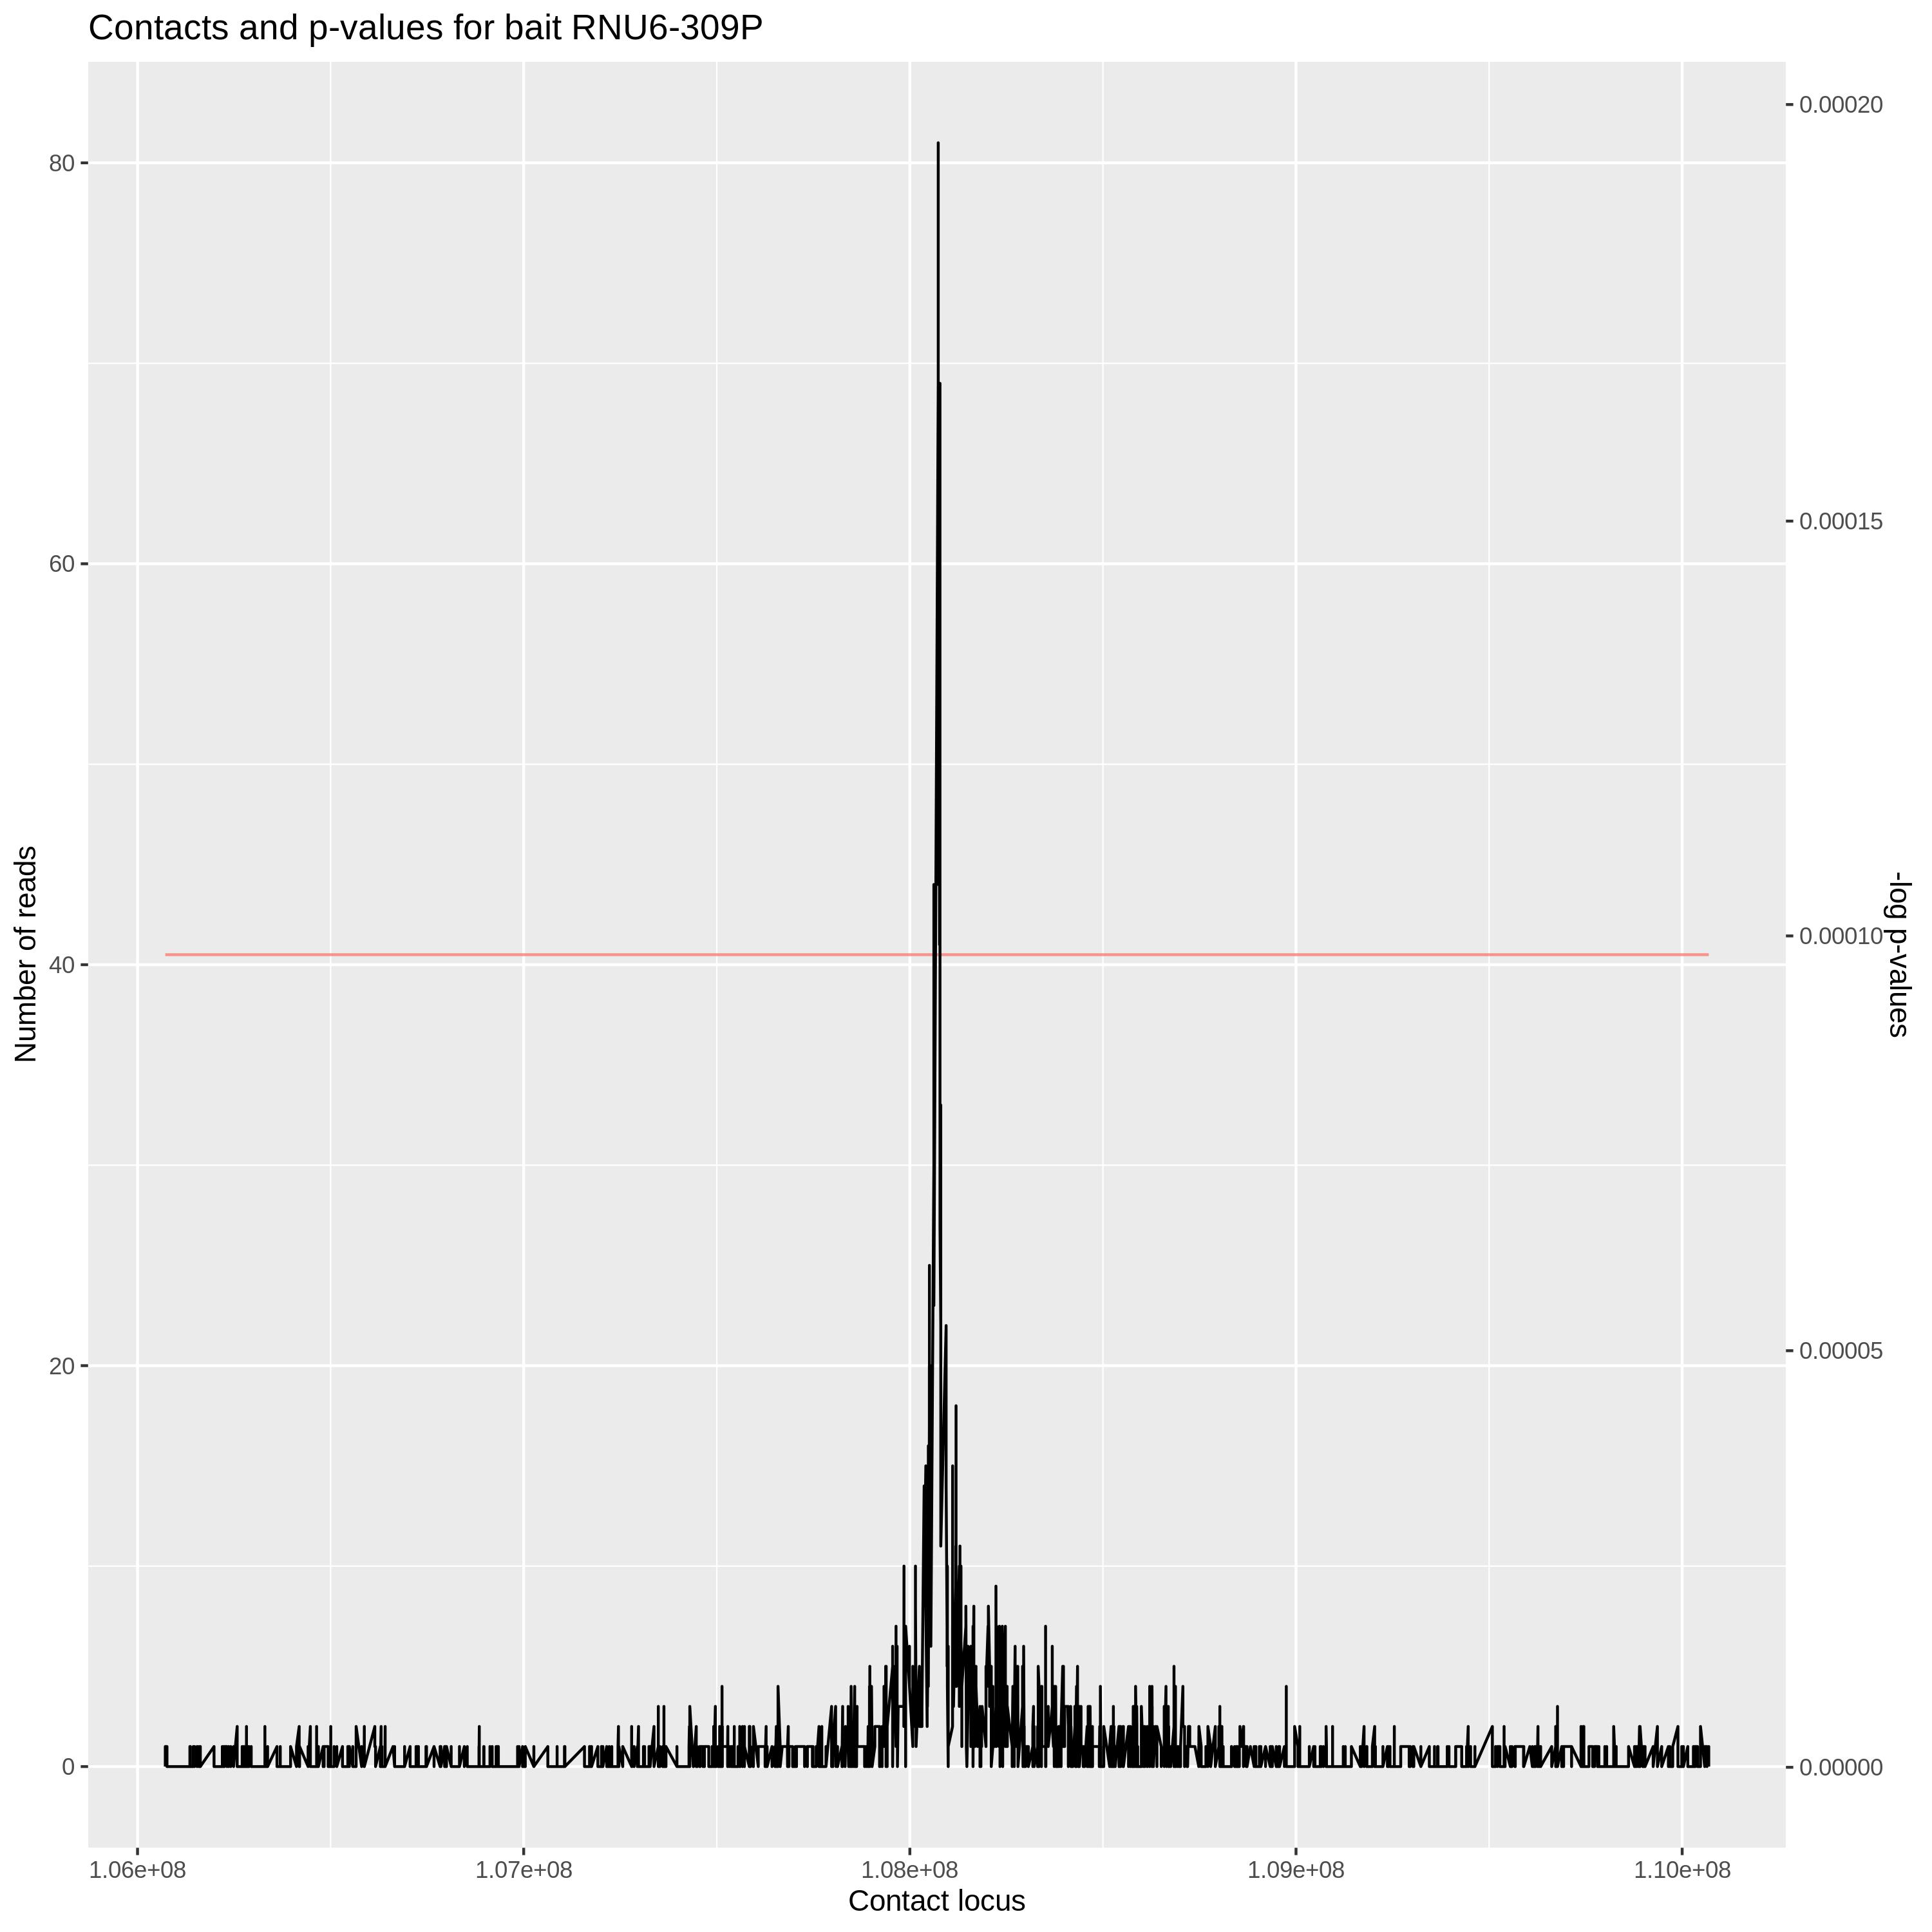 Contacts and p-values for bait RNU6-309P
80
60
40
20
0
Number of reads
0.00020
0.00015
0.00010
0.00005
0.00000
-log p-values
1.06e+08
1.07e+08
1.08e+08
1.09e+08
1.10e+08
Contact locus